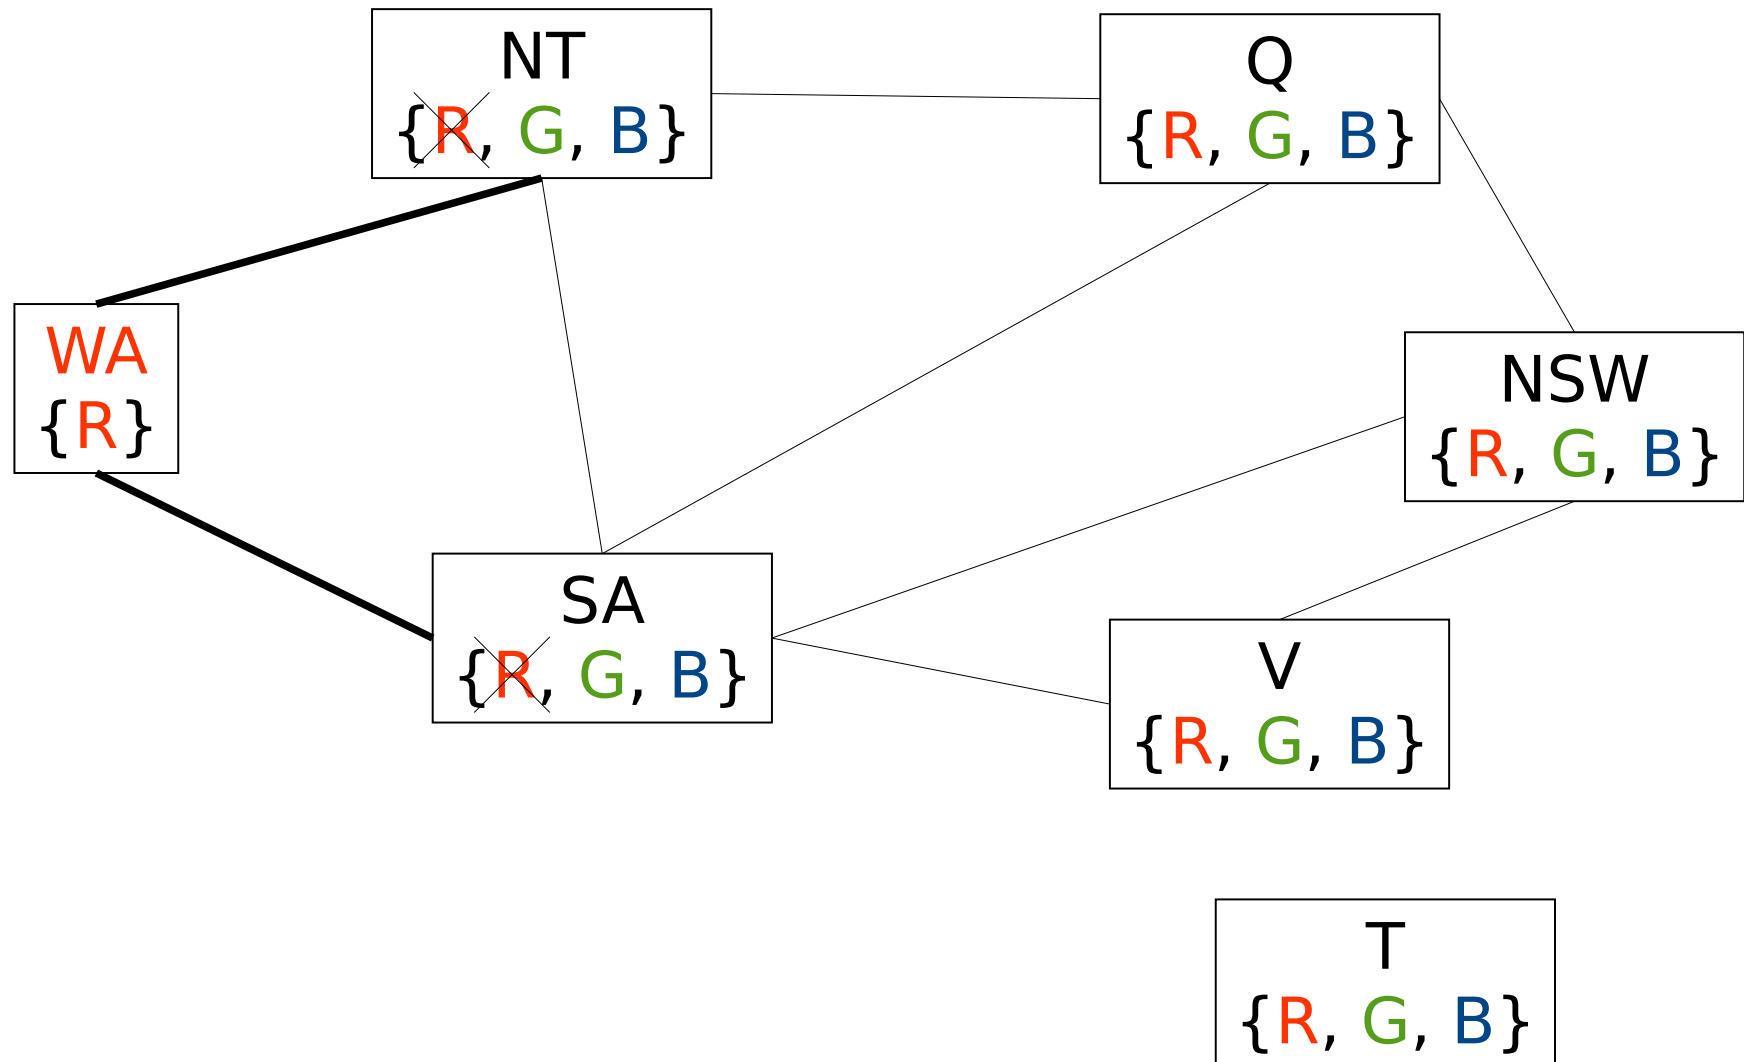 NT
{R, G, B}
Q
{R, G, B}
WA
{R}
NSW
{R, G, B}
SA
{R, G, B}
V
{R, G, B}
T
{R, G, B}